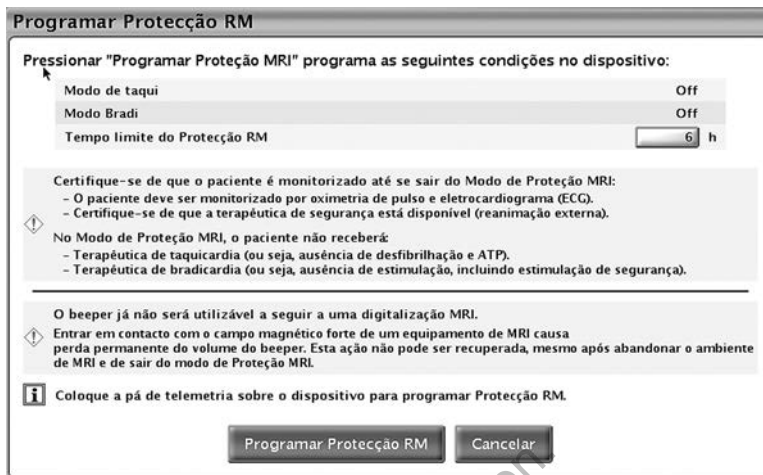 Programar Protecção RM
Pressionar "Programar Proteção MRI" programa as seguintes condições no dispositivo:
Modo de taqui Off
Modo Bradi Off
Tempo limite do Protecção RM 6 h
Certifique-se de que o paciente é monitorizado até se sair do Modo de Proteção MRI:
- O paciente deve ser monitorizado por oximetria de pulso e eletrocardiograma (ECG).
- Certifique-se de que a terapêutica de segurança está disponível (reanimação externa).
No Modo de Proteção MRI, o paciente não receberá:
- Terapêutica de taquicardia (ou seja, ausência de desfibrilhação e ATP).
- Terapêutica de bradicardia (ou seja, ausência de estimulação, incluindo estimulação de segurança).
O beeper já não será utilizável a seguir a uma digitalização MRI.
Entrar em contacto com o campo magnético forte de um equipamento de MRI causa
perda permanente do volume do beeper. Esta ação não pode ser recuperada, mesmo após abandonar o ambiente
de MRI e de sair do modo de Proteção MRI.
Coloque a pá de telemetria sobre o dispositivo para programar Protecção RM.
Programar Protecção RM Cancelar